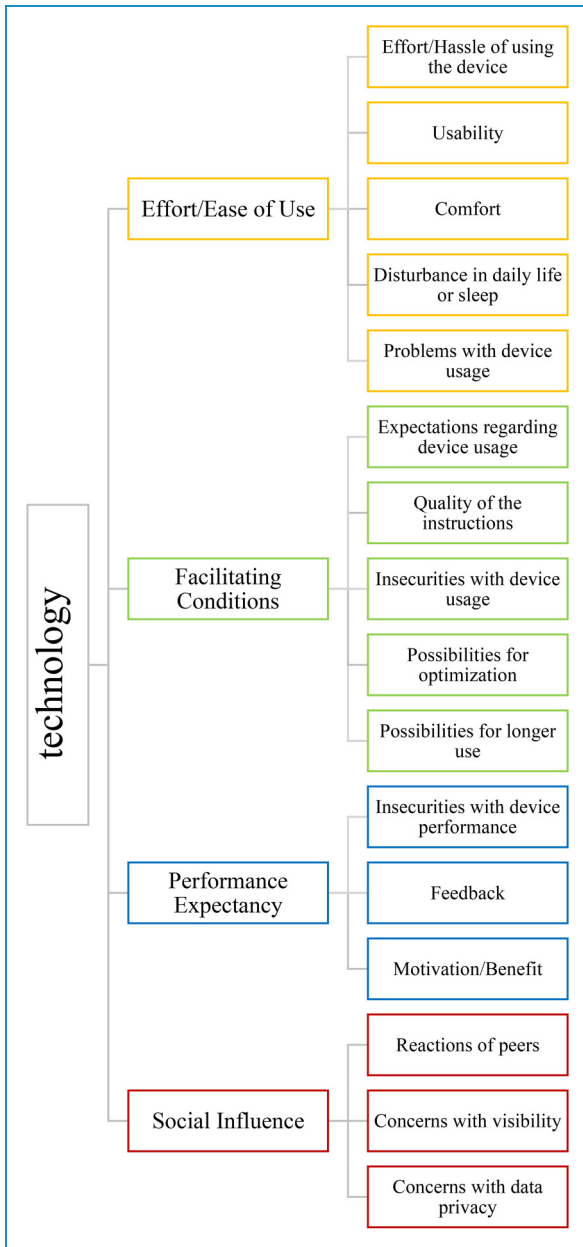 technology
Effort/Ease of Use
Effort/Hassle of using
the device
Usability
Comfort
Disturbance in daily life
or sleep
Problems with device
usage
Facilitating
Conditions
Expectations regarding
device usage
Quality of the
instructions
Insecurities with device
usage
Possibilities for
optimization
Possibilities for longer
use
Performance
Expectancy
Insecurities with device
performance
Feedback
Motivation/Benefit
Social Influence
Reactions of peers
Concerns with visibility
Concerns with data
privacy